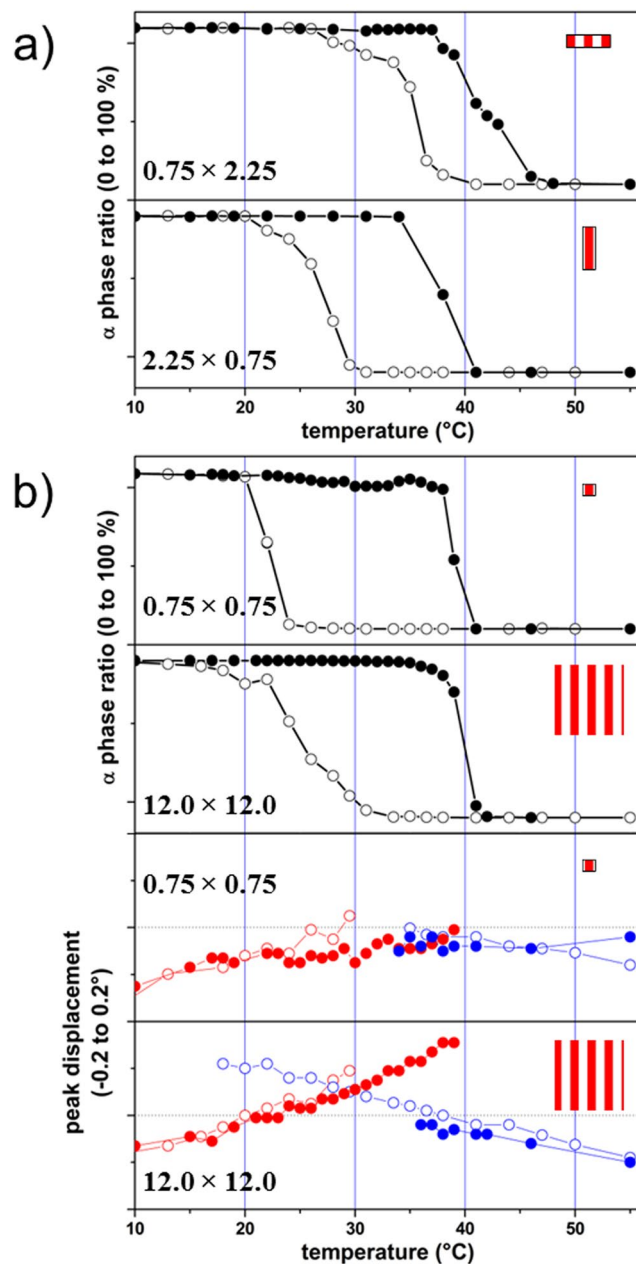 a)
α phase ratio (0 to 100 %)
0.75 × 2.25
2.25 × 0.75
10 20 30 40 50
temperature (°C)
b)
α phase ratio (0 to 100 %)
0.75 × 0.75
12.0 × 12.0
peak displacement
(-0.2 to 0.2°)
0.75 × 0.75
12.0 × 12.0
10 20 30 40 50
temperature (°C)